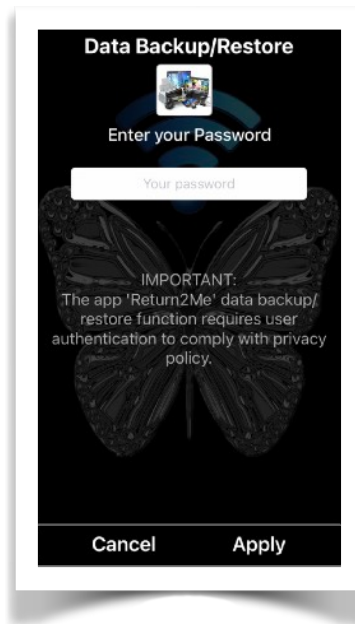 Data Backup/Restore
Enter your Password
Your password
IMPORTANT:
The app 'Return2Me' data backup/
restore function requires user
authentication to comply with privacy
policy.
Cancel Apply